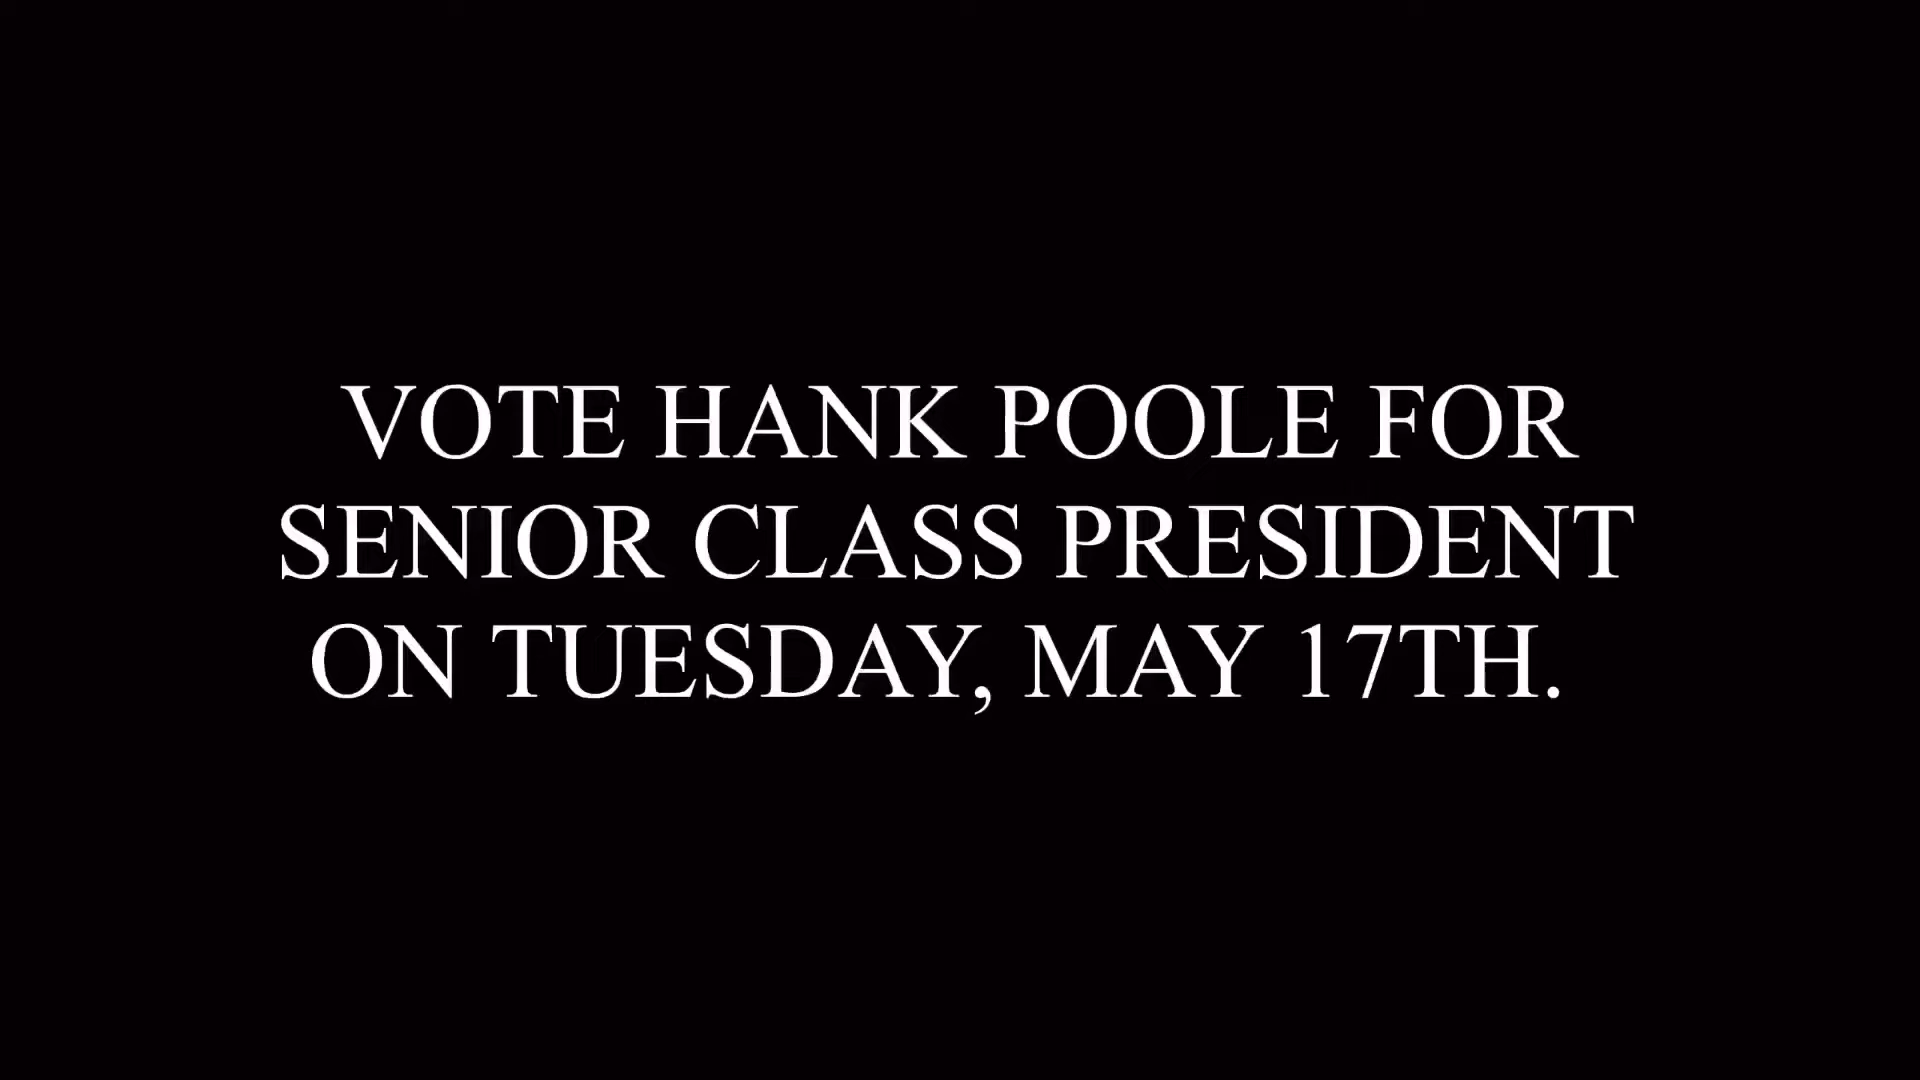 VOTE HANK POOLE FOR
SENIOR CLASS PRESIDENT
ON TUESDAY, MAY 17TH.